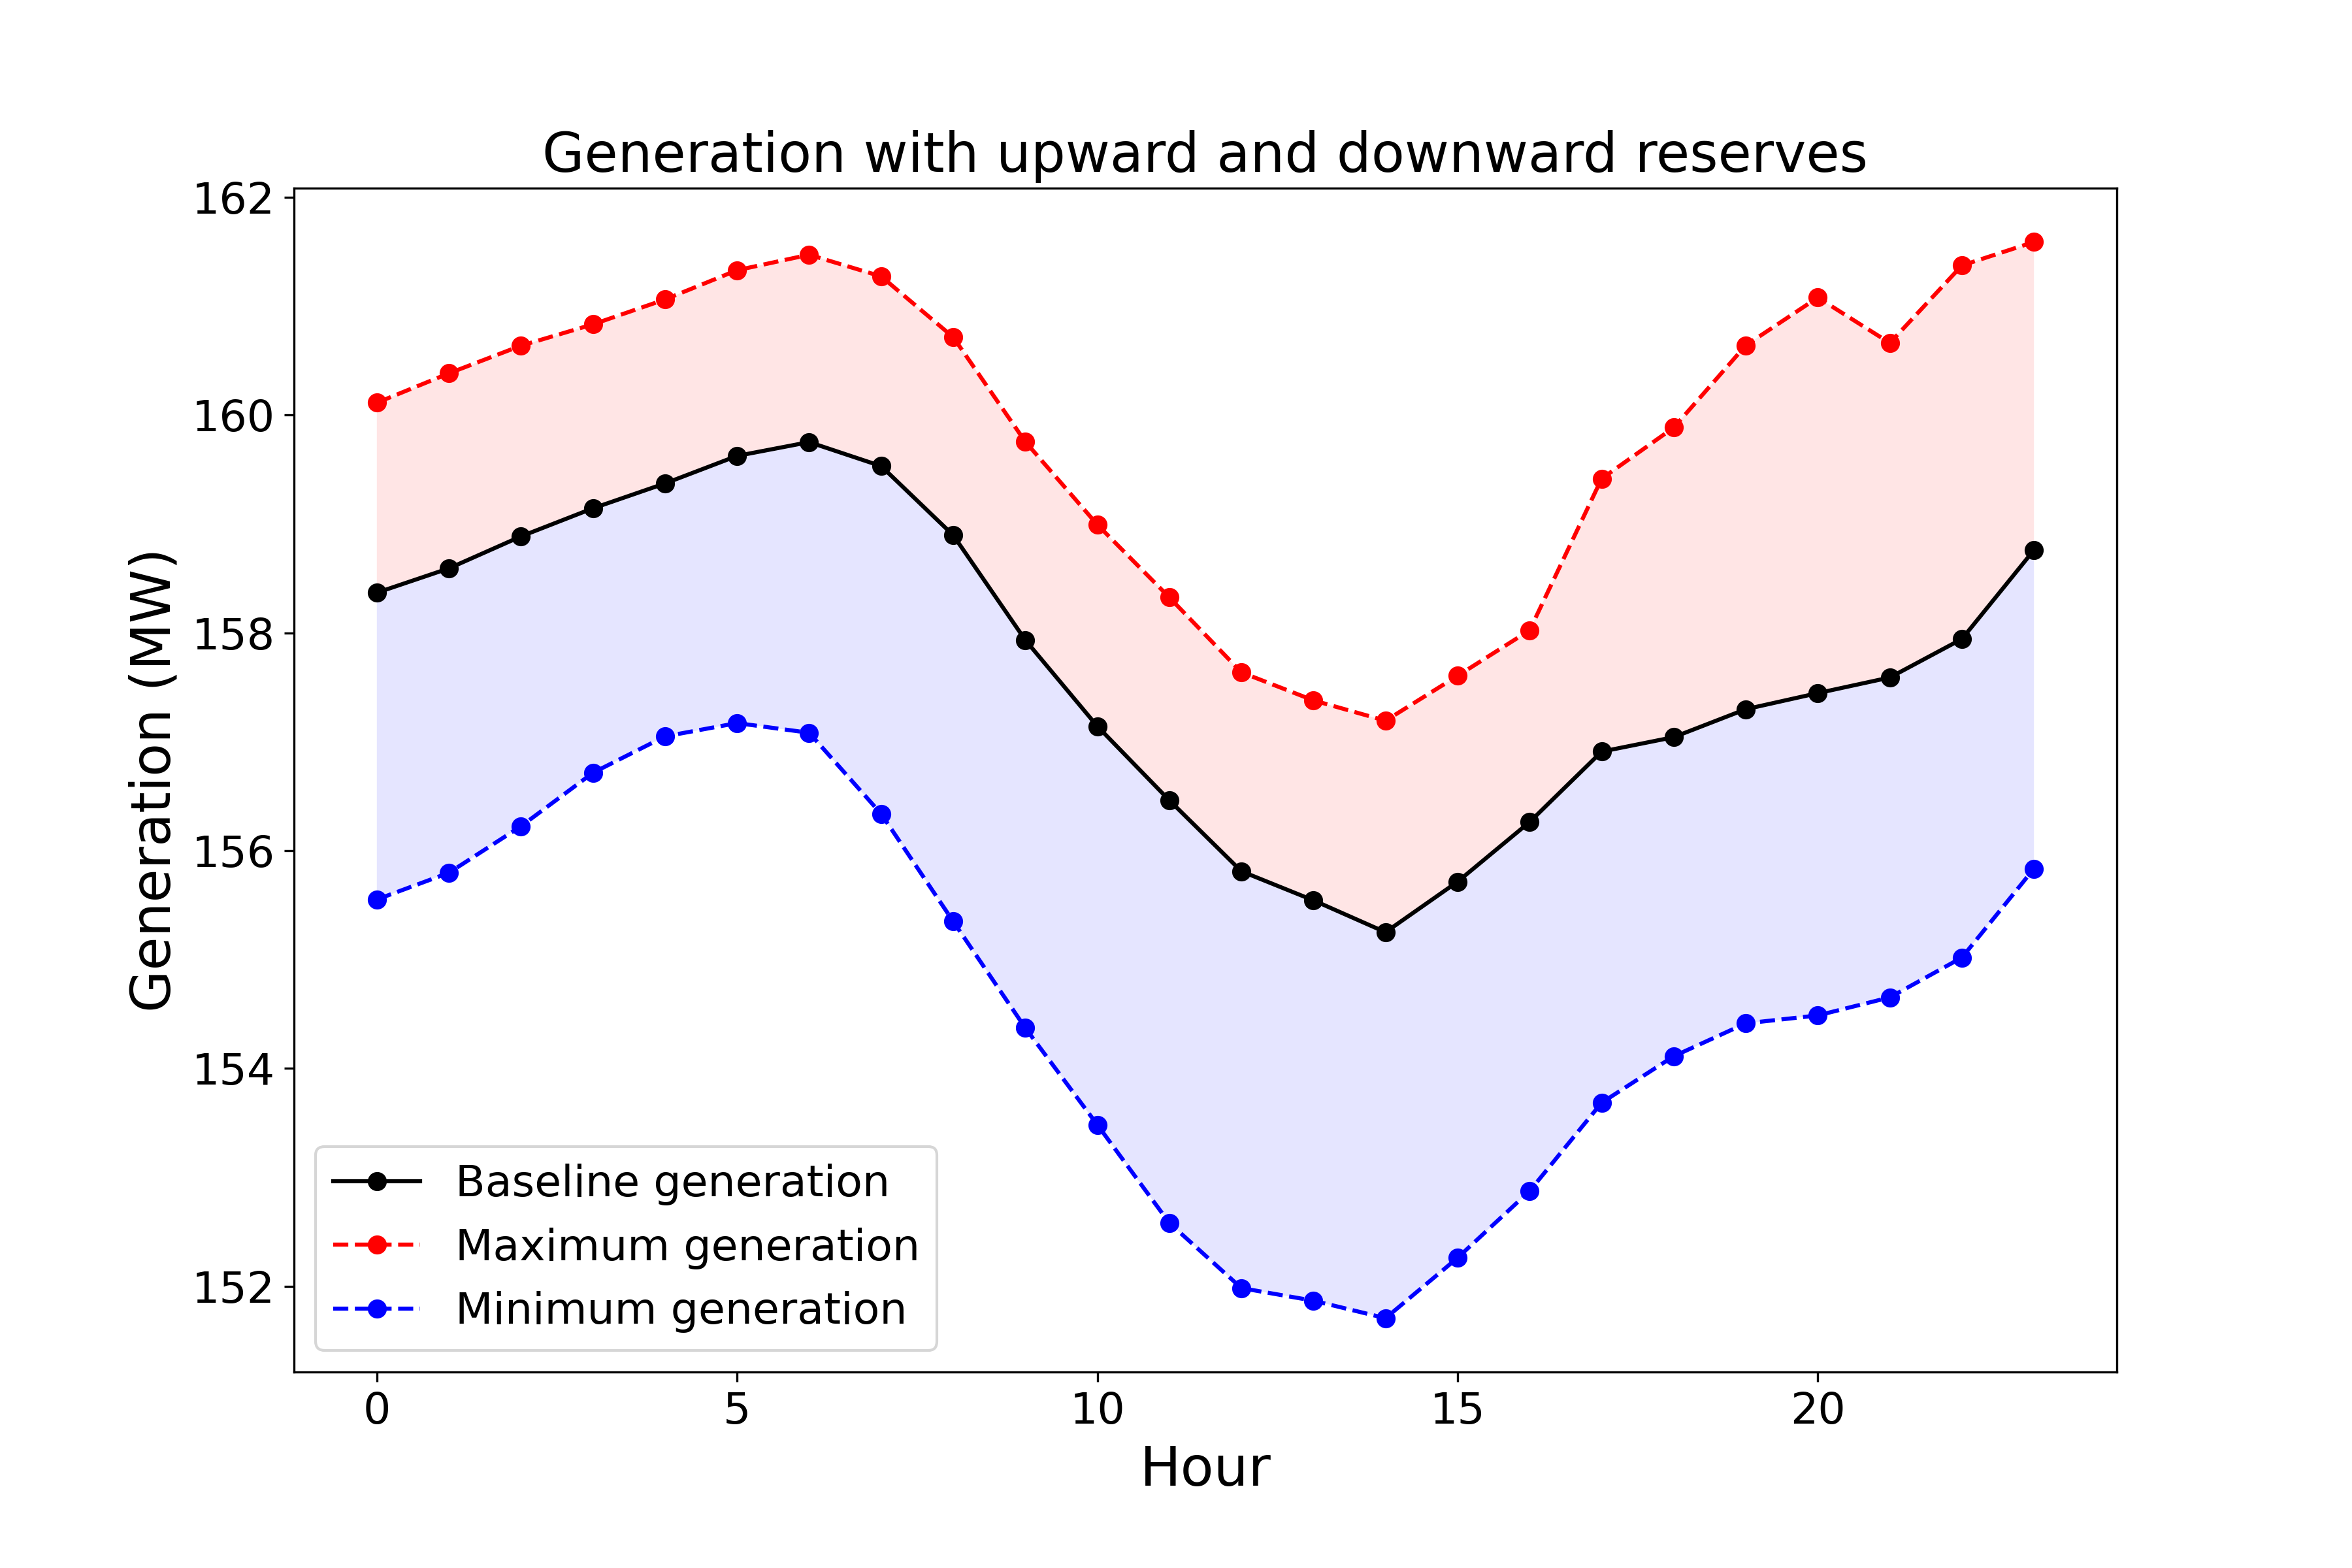 Generation with upward and downward reserves
162
160
158
156
154
152
Generation (MW)
Baseline generation
Maximum generation
Minimum generation
0 5 10 15 20
Hour